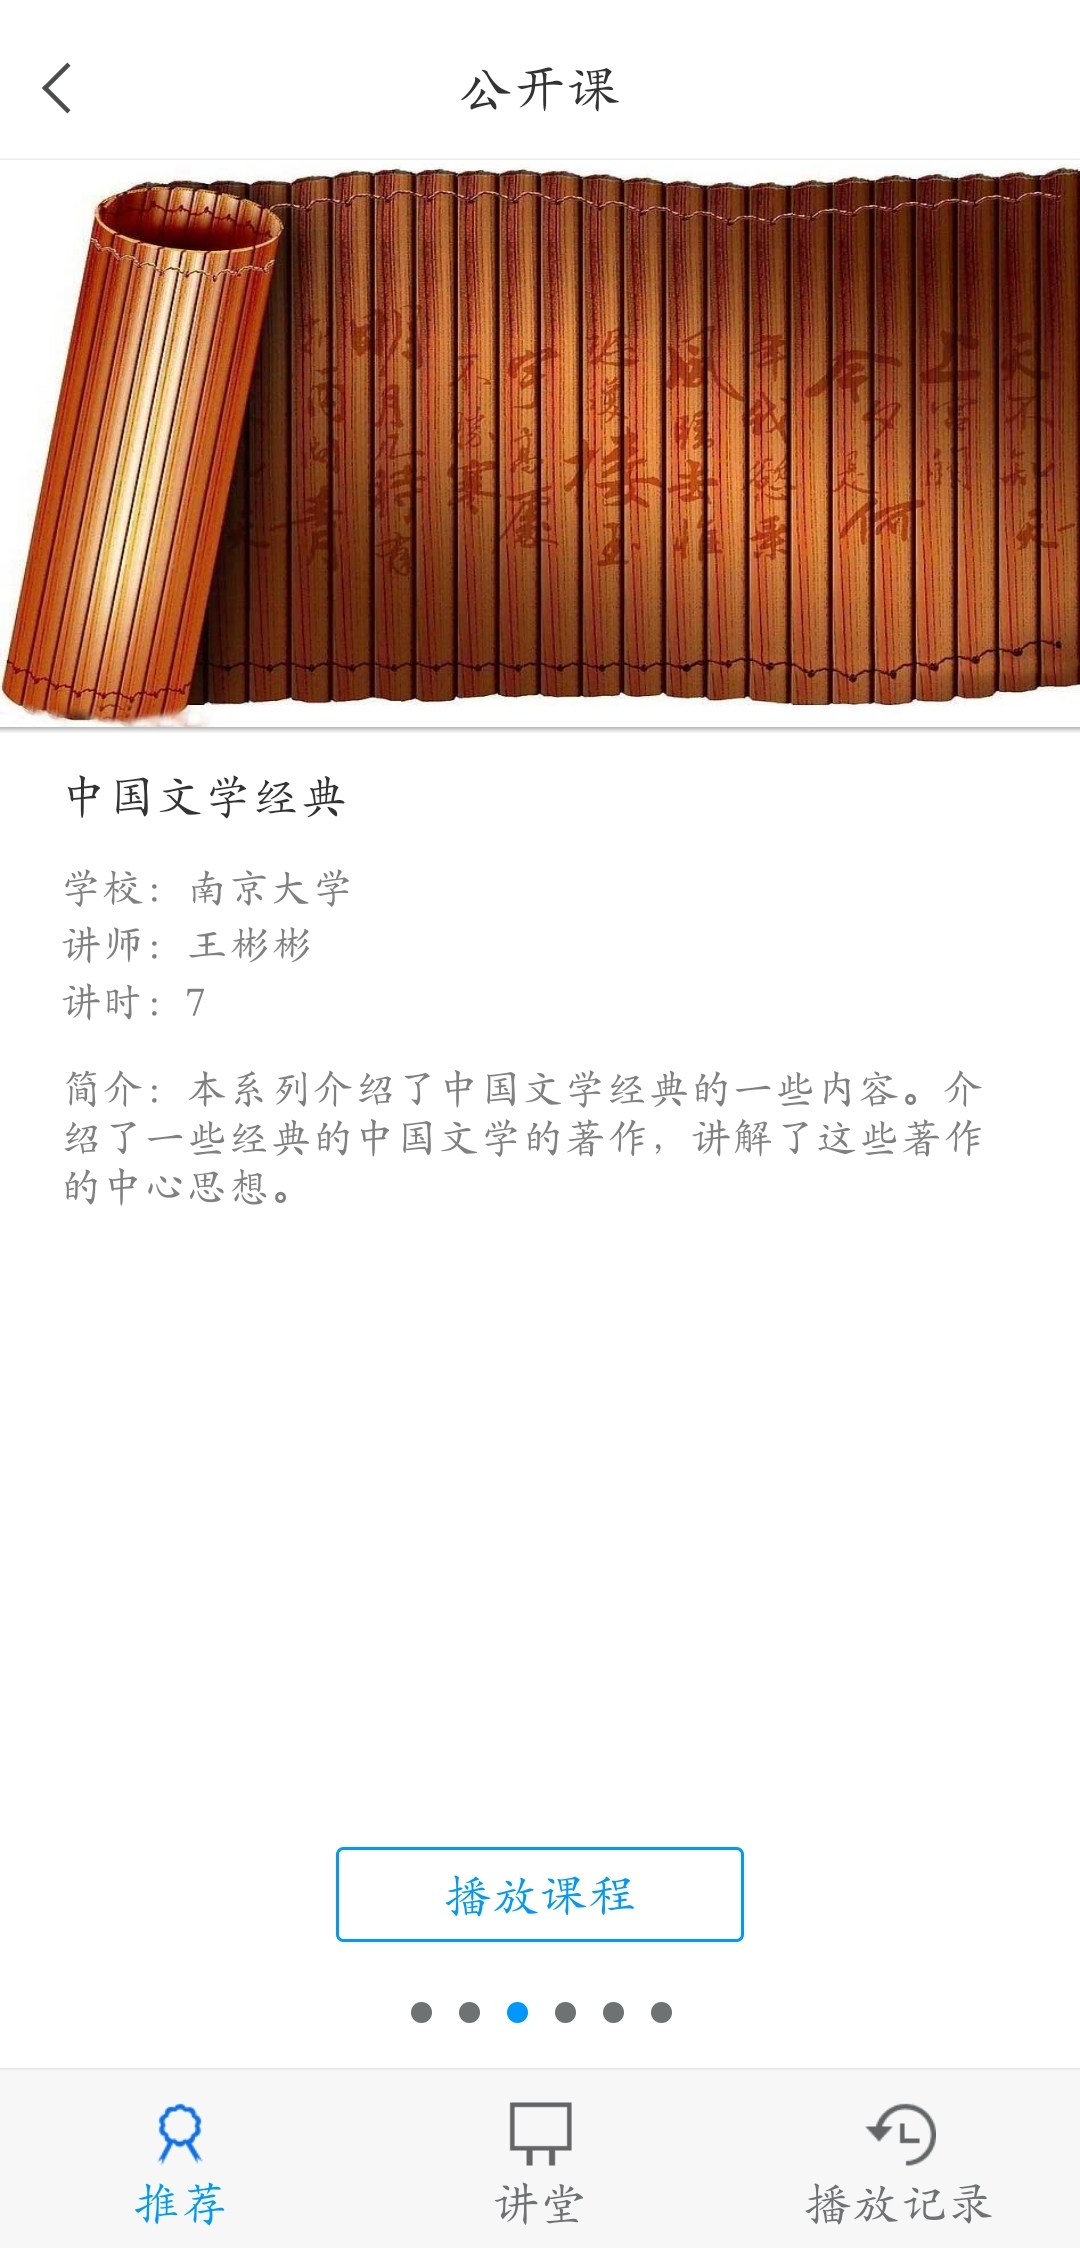 公开课
中国文学经典
学校：南京大学
讲师：王彬彬
讲时：7
简介：本系列介绍了中国文学经典的一些内容。介
绍了一些经典的中国文学的著作，讲解了这些著作
的中心思想。
播放课程
推荐
讲堂
播放记录